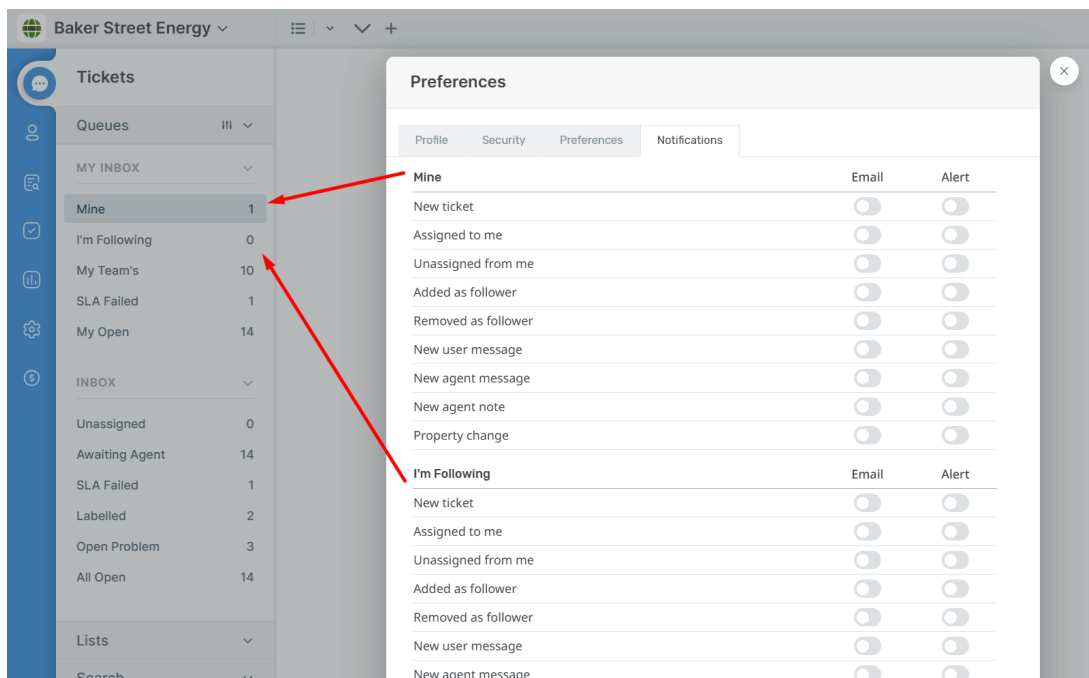 Baker Street Energy
Tickets
Queues
MY INBOX
Mine 1
I'm Following 0
My Team's 10
SLA Failed 1
My Open 14
INBOX
Unassigned 0
Awaiting Agent 14
SLA Failed 1
Labelled 2
Open Problem 3
All Open 14
Lists
Search
Preferences
Profile Security Preferences Notifications
Mine Email Alert
New ticket
Assigned to me
Unassigned from me
Added as follower
Removed as follower
New user message
New agent message
New agent note
Property change
I'm Following Email Alert
New ticket
Assigned to me
Unassigned from me
Added as follower
Removed as follower
New user message
New agent message